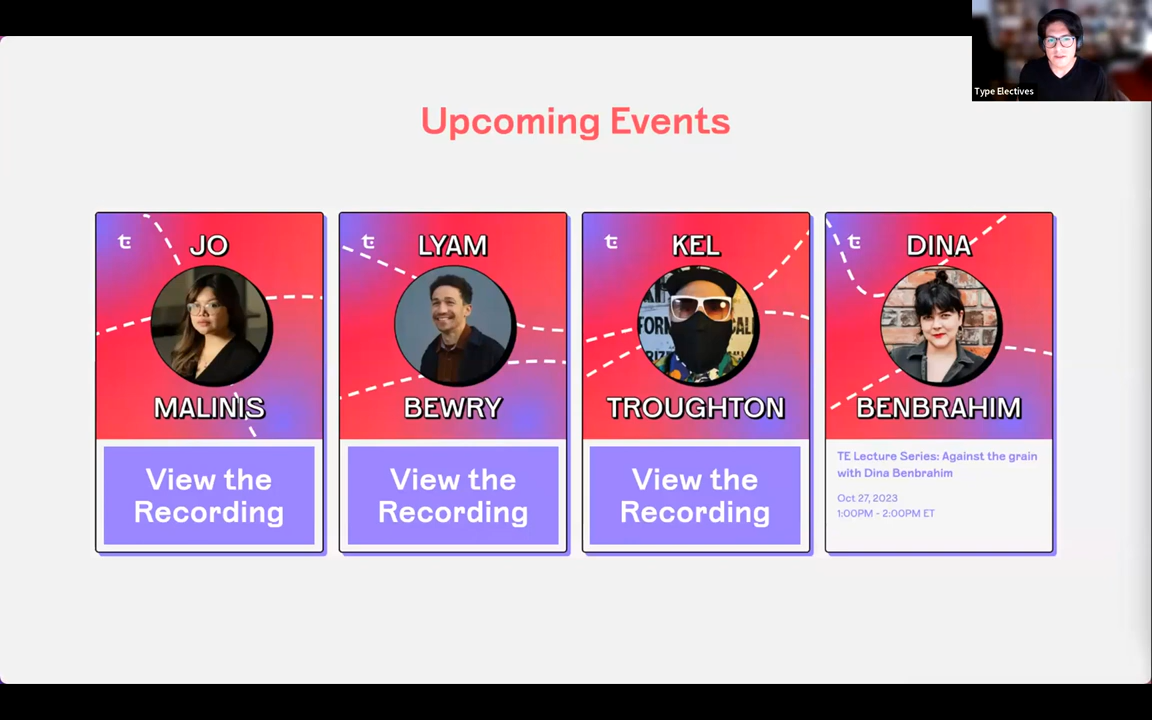 Type Electives
Upcoming Events
JO
MALINIS
View the
Recording
LYAM
BEWRY
View the
Recording
KEL
TROUGHTON
View the
Recording
DINA
BENBRAHIM
TE Lecture Series: Against the grain
with Dina Benbrahim
Oct 27, 2023
1:00PM - 2:00PM ET